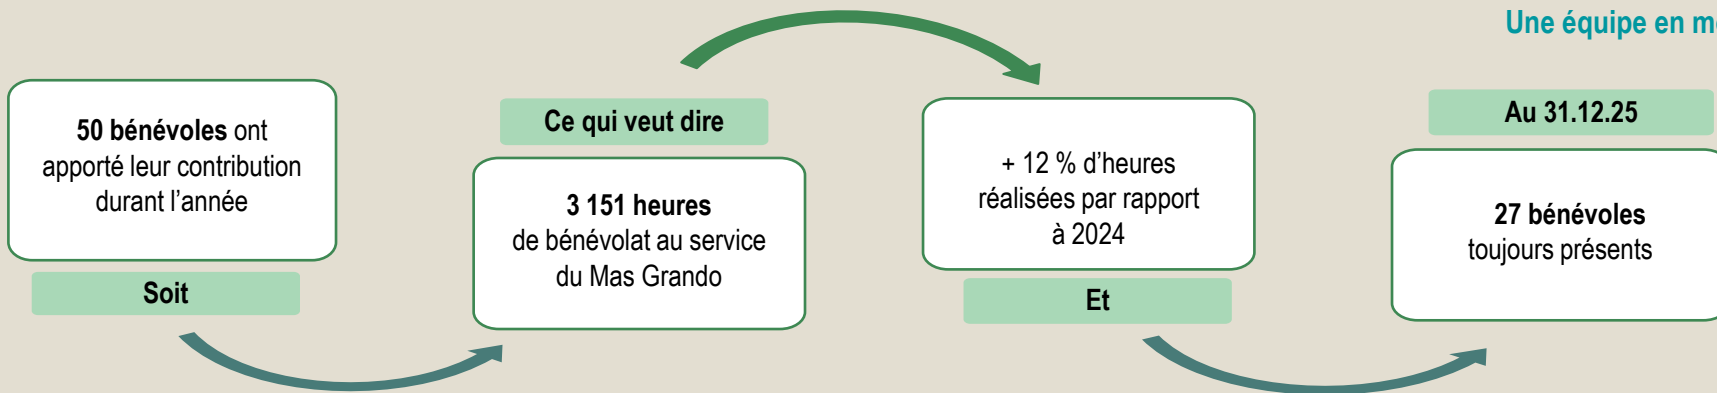 Une équipe en
50 bénévoles ont
apporté leur contribution
durant l'année
Soit
Ce qui veut dire
3 151 heures
de bénévolat au service
du Mas Grando
+ 12 % d'heures
réalisées par rapport
à 2024
Et
Au 31.12.25
27 bénévoles
toujours présents